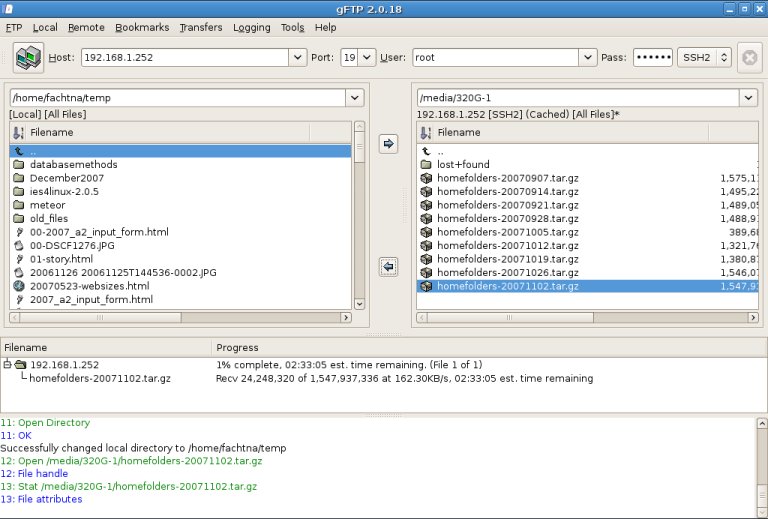 gFTP 2.0.18
FTP Local Remote Bookmarks Transfers Logging Tools Help
Host: 192.168.1.252 Port: 19 User: root Pass: •••••• SSH2
/home/fachtna/temp
[Local] [All Files]
Filename
..
databasemethods
December2007
ies4linux-2.0.5
meteor
old_files
00-2007_a2_input_form.html
00-DSCF1276.JPG
01-story.html
20061126 20061125T144536-0002.JPG
20070523-websizes.html
2007_a2_input_form.html
/media/320G-1
192.168.1.252 [SSH2] (Cached) [All Files]*
Filename
..
lost+found
homefolders-20070907.tar.gz 1,575,1
homefolders-20070914.tar.gz 1,495,2
homefolders-20070921.tar.gz 1,489,0
homefolders-20070928.tar.gz 1,488,9
homefolders-20071005.tar.gz 389,6
homefolders-20071012.tar.gz 1,321,7
homefolders-20071019.tar.gz 1,380,8
homefolders-20071026.tar.gz 1,546,0
homefolders-20071102.tar.gz 1,547,9
Filename Progress
192.168.1.252 1% complete, 02:33:05 est. time remaining. (File 1 of 1)
homefolders-20071102.tar.gz Recv 24,248,320 of 1,547,937,336 at 162.30KB/s, 02:33:05 est. time remaining
11: Open Directory
11: OK
Successfully changed local directory to /home/fachtna/temp
12: Open /media/320G-1/homefolders-20071102.tar.gz
12: File handle
13: Stat /media/320G-1/homefolders-20071102.tar.gz
13: File attributes